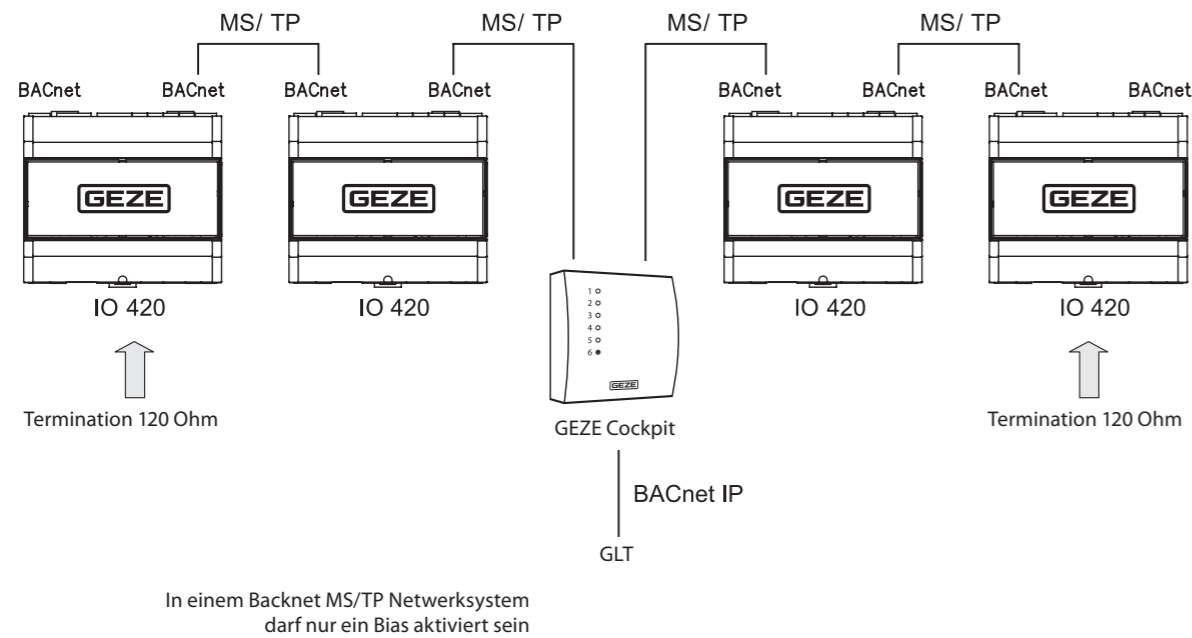 MS/ TP MS/ TP MS/ TP MS/ TP
BACnet BACnet BACnet BACnet BACnet BACnet BACnet BACnet
GEZE GEZE GEZE GEZE
IO 420 IO 420 IO 420 IO 420
1
2
3
4
5
6
GEZE
Termination 120 Ohm Termination 120 Ohm
GEZE Cockpit
BACnet IP
GLT
In einem Backnet MS/TP Netwerksystem
darf nur ein Bias aktiviert sein